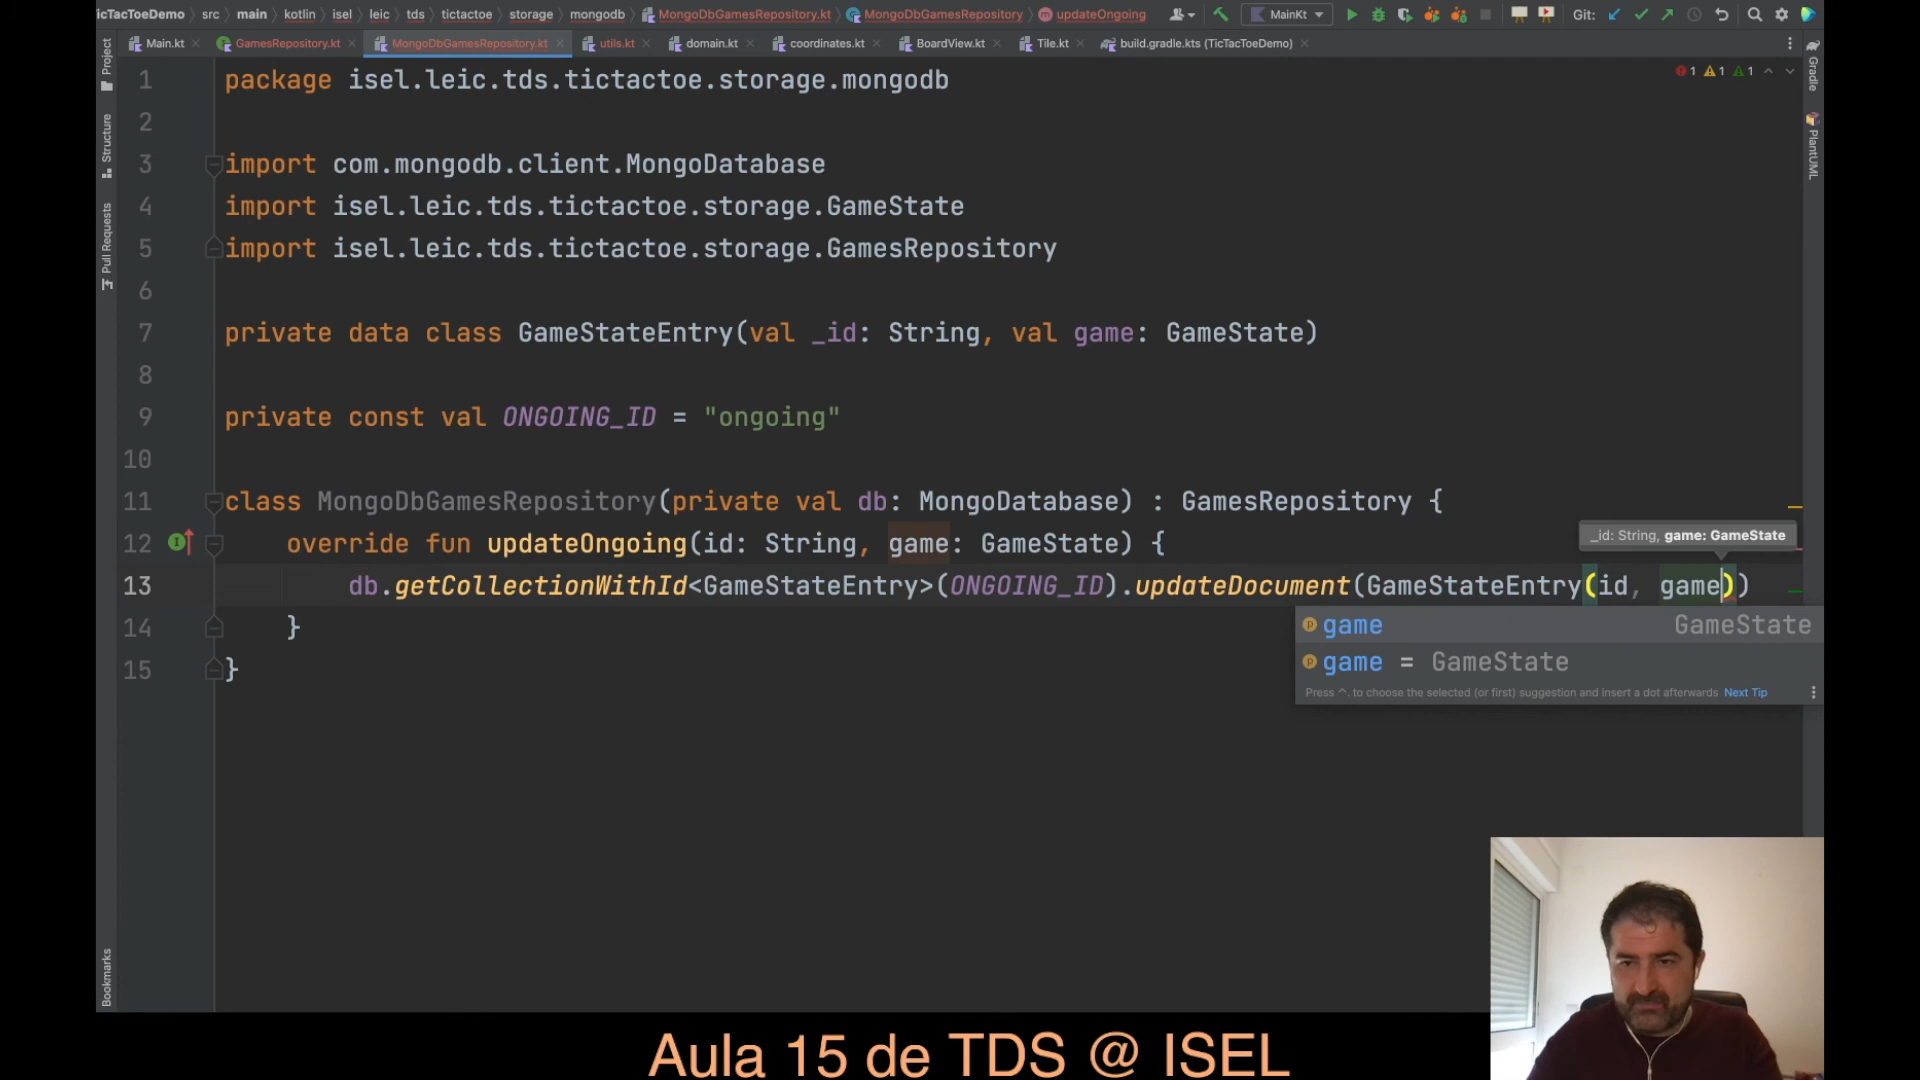 icTacToeDemo › src › main › kotlin › isel › leic › tds › tictactoe › storage › mongodb › MongoDbGamesRepository.kt › MongoDbGamesRepository › updateOngoing MainKt Git:
Main.kt GamesRepository.kt MongoDbGamesRepository.kt utils.kt domain.kt coordinates.kt BoardView.kt Tile.kt build.gradle.kts (TicTacToeDemo)
Project
Structure
Pull Requests
Bookmarks
Gradle
PlantUML
1 1 1
1 package isel.leic.tds.tictactoe.storage.mongodb
2
3 import com.mongodb.client.MongoDatabase
4 import isel.leic.tds.tictactoe.storage.GameState
5 import isel.leic.tds.tictactoe.storage.GamesRepository
6
7 private data class GameStateEntry(val _id: String, val game: GameState)
8
9 private const val ONGOING_ID = "ongoing"
10
11 class MongoDbGamesRepository(private val db: MongoDatabase) : GamesRepository {
_id: String, game: GameState
12 override fun updateOngoing(id: String, game: GameState) {
13 db.getCollectionWithId<GameStateEntry>(ONGOING_ID).updateDocument(GameStateEntry(id, game))
14 }
15 }
game GameState
game = GameState
Press ^. to choose the selected (or first) suggestion and insert a dot afterwards Next Tip
Aula 15 de TDS @ ISEL